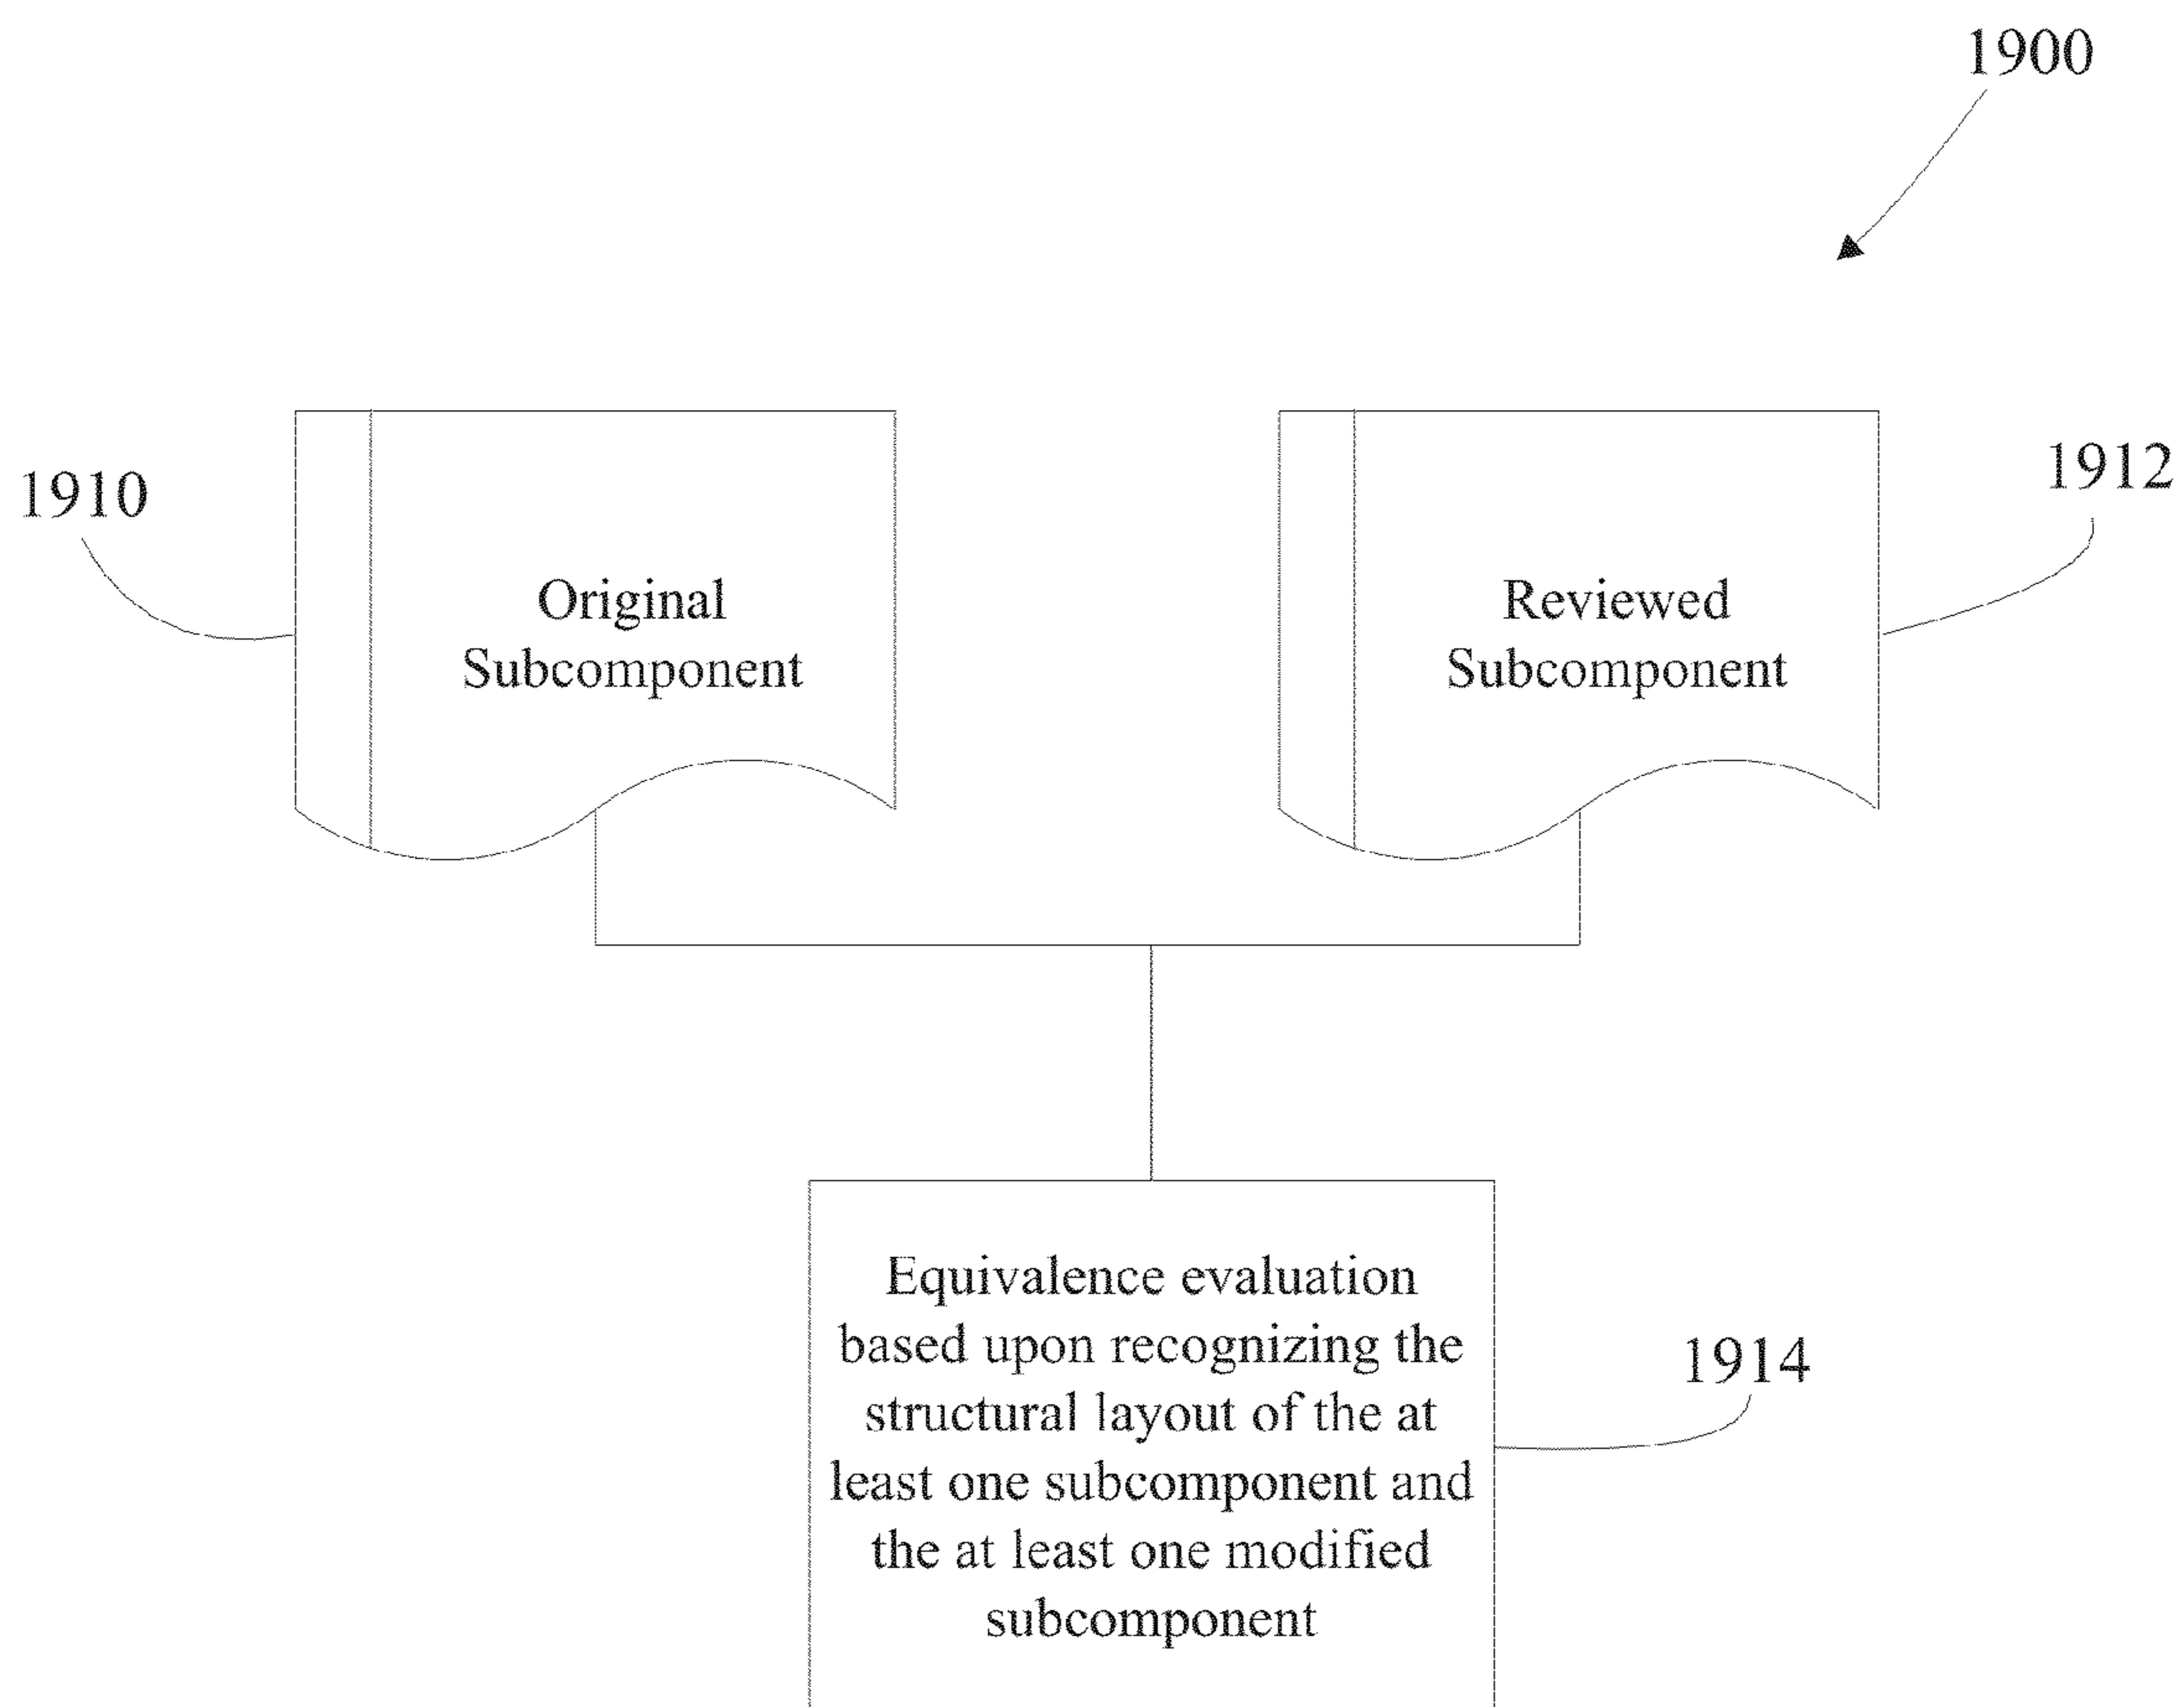 1900
1910
1912
Original
Subcomponent
Reviewed
Subcomponent
Equivalence evaluation
based upon recognizing the
structural layout of the at
least one subcomponent and
the at least one modified
subcomponent
1914